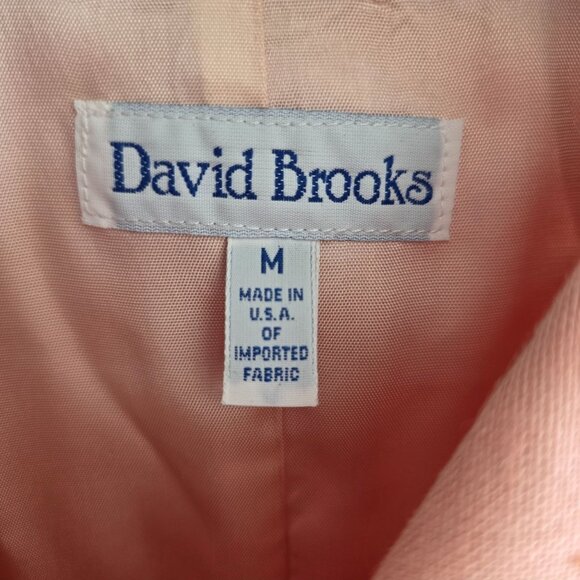 David Brooks
M
MADE IN
U.S.A.
OF
IMPORTED
FABRIC